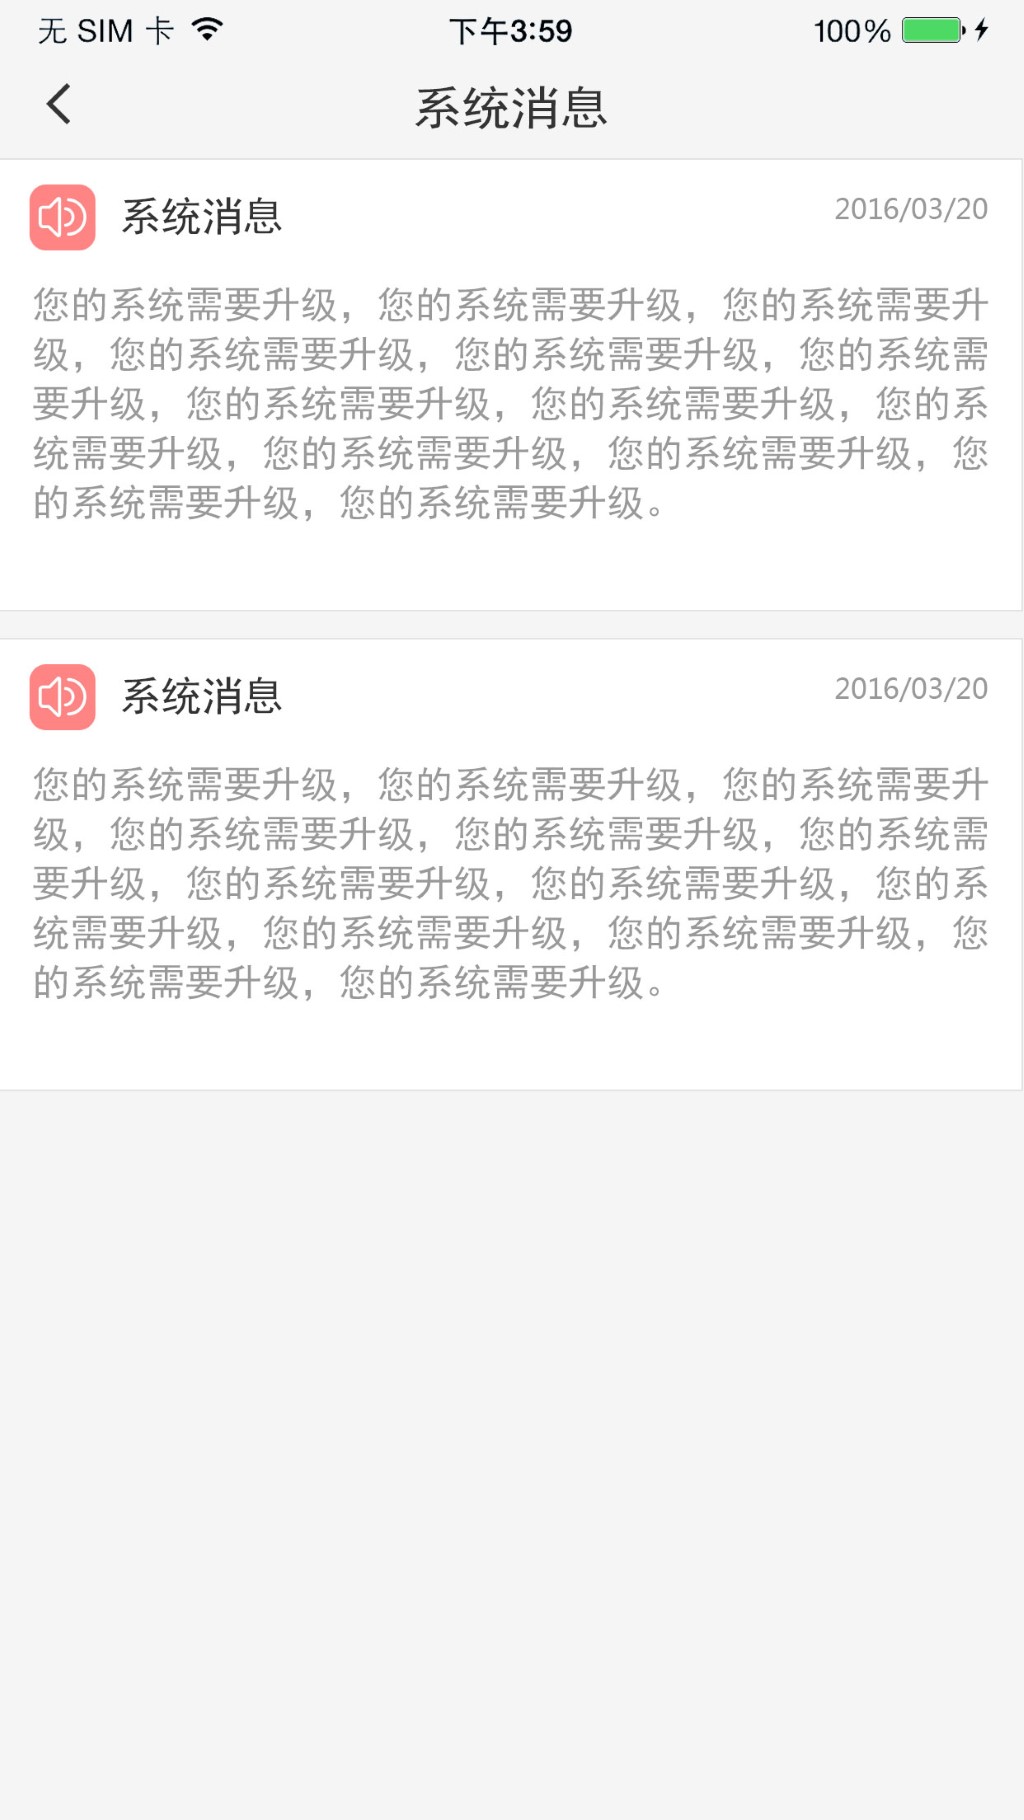 无 SIM 卡 下午3:59 100%
系统消息
系统消息 2016/03/20
您的系统需要升级，您的系统需要升级，您的系统需要升
级，您的系统需要升级，您的系统需要升级，您的系统需
要升级，您的系统需要升级，您的系统需要升级，您的系
统需要升级，您的系统需要升级，您的系统需要升级，您
的系统需要升级，您的系统需要升级。
系统消息 2016/03/20
您的系统需要升级，您的系统需要升级，您的系统需要升
级，您的系统需要升级，您的系统需要升级，您的系统需
要升级，您的系统需要升级，您的系统需要升级，您的系
统需要升级，您的系统需要升级，您的系统需要升级，您
的系统需要升级，您的系统需要升级。